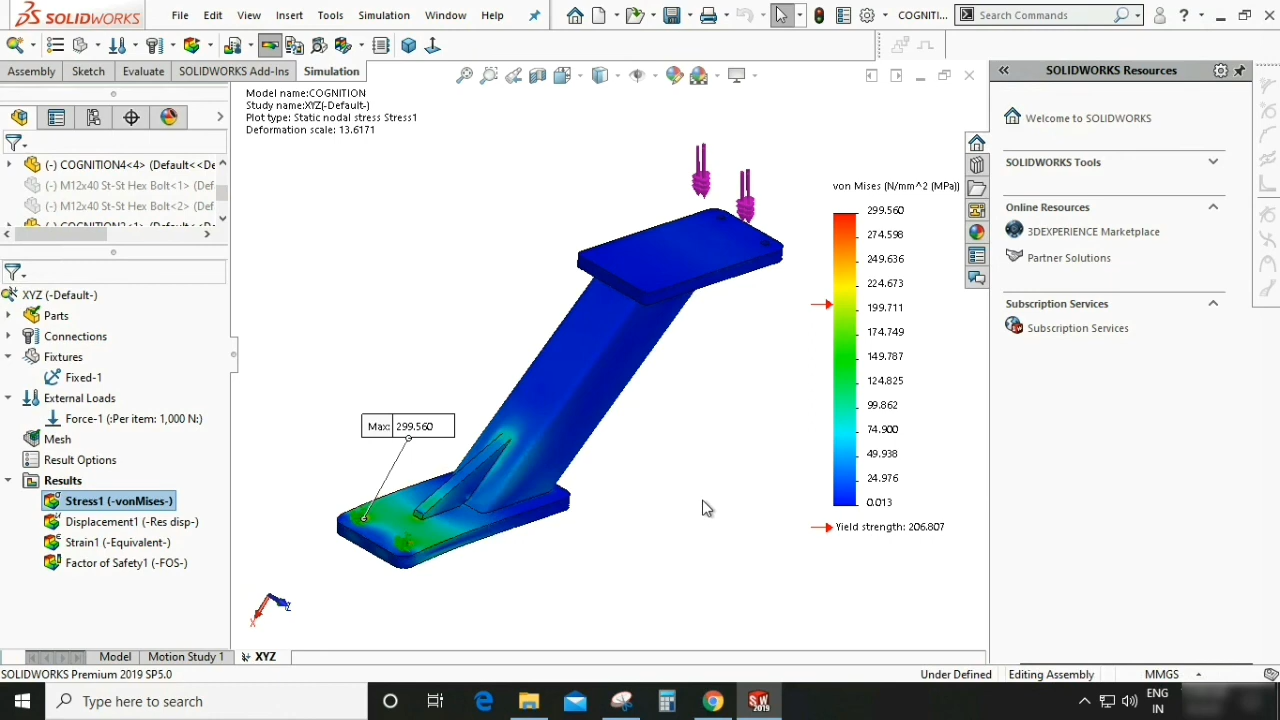 SOLIDWORKS File Edit View Insert Tools Simulation Window Help COGNITI... Search Commands ?
Assembly Sketch Evaluate SOLIDWORKS Add-Ins Simulation
SOLIDWORKS Resources
Model name:COGNITION
Study name:XYZ(-Default-)
Plot type: Static nodal stress Stress1
Deformation scale: 13.6171
(-) COGNITION4<4> (Default<<De
(-) M12x40 St-St Hex Bolt<1> (Def
(-) M12x40 St-St Hex Bolt<2> (Def
XYZ (-Default-)
Parts
Connections
Fixtures
Fixed-1
External Loads
Force-1 (:Per item: 1,000 N:)
Mesh
Result Options
Results
Stress1 (-vonMises-)
Displacement1 (-Res disp-)
Strain1 (-Equivalent-)
Factor of Safety1 (-FOS-)
Max: 299.560
von Mises (N/mm^2 (MPa))
299.560
274.598
249.636
224.673
199.711
174.749
149.787
124.825
99.862
74.900
49.938
24.976
0.013
Yield strength: 206.807
Welcome to SOLIDWORKS
SOLIDWORKS Tools
Online Resources
3DEXPERIENCE Marketplace
Partner Solutions
Subscription Services
Subscription Services
X
Z
Model Motion Study 1 XYZ
SOLIDWORKS Premium 2019 SP5.0 Under Defined Editing Assembly MMGS
Type here to search
SW
2019
ENG
IN